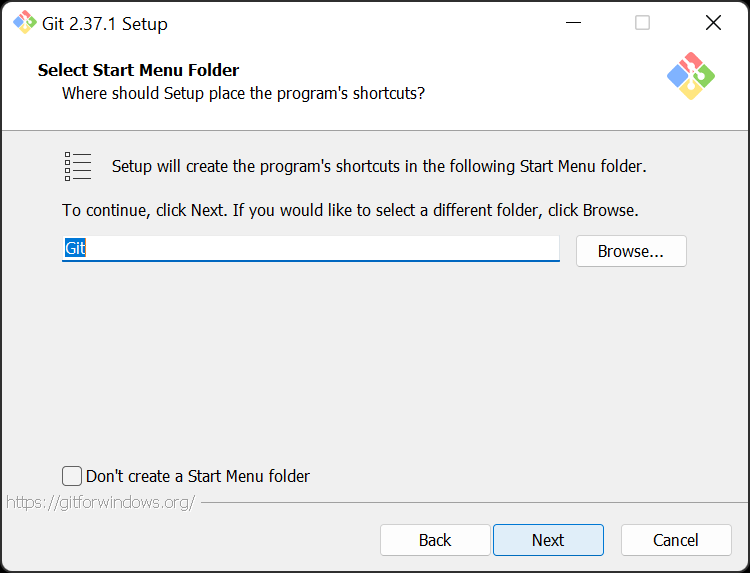 Git 2.37.1 Setup
Select Start Menu Folder
Where should Setup place the program's shortcuts?
Setup will create the program's shortcuts in the following Start Menu folder.
To continue, click Next. If you would like to select a different folder, click Browse.
Git
Browse...
Don't create a Start Menu folder
https://gitforwindows.org/
Back
Next
Cancel